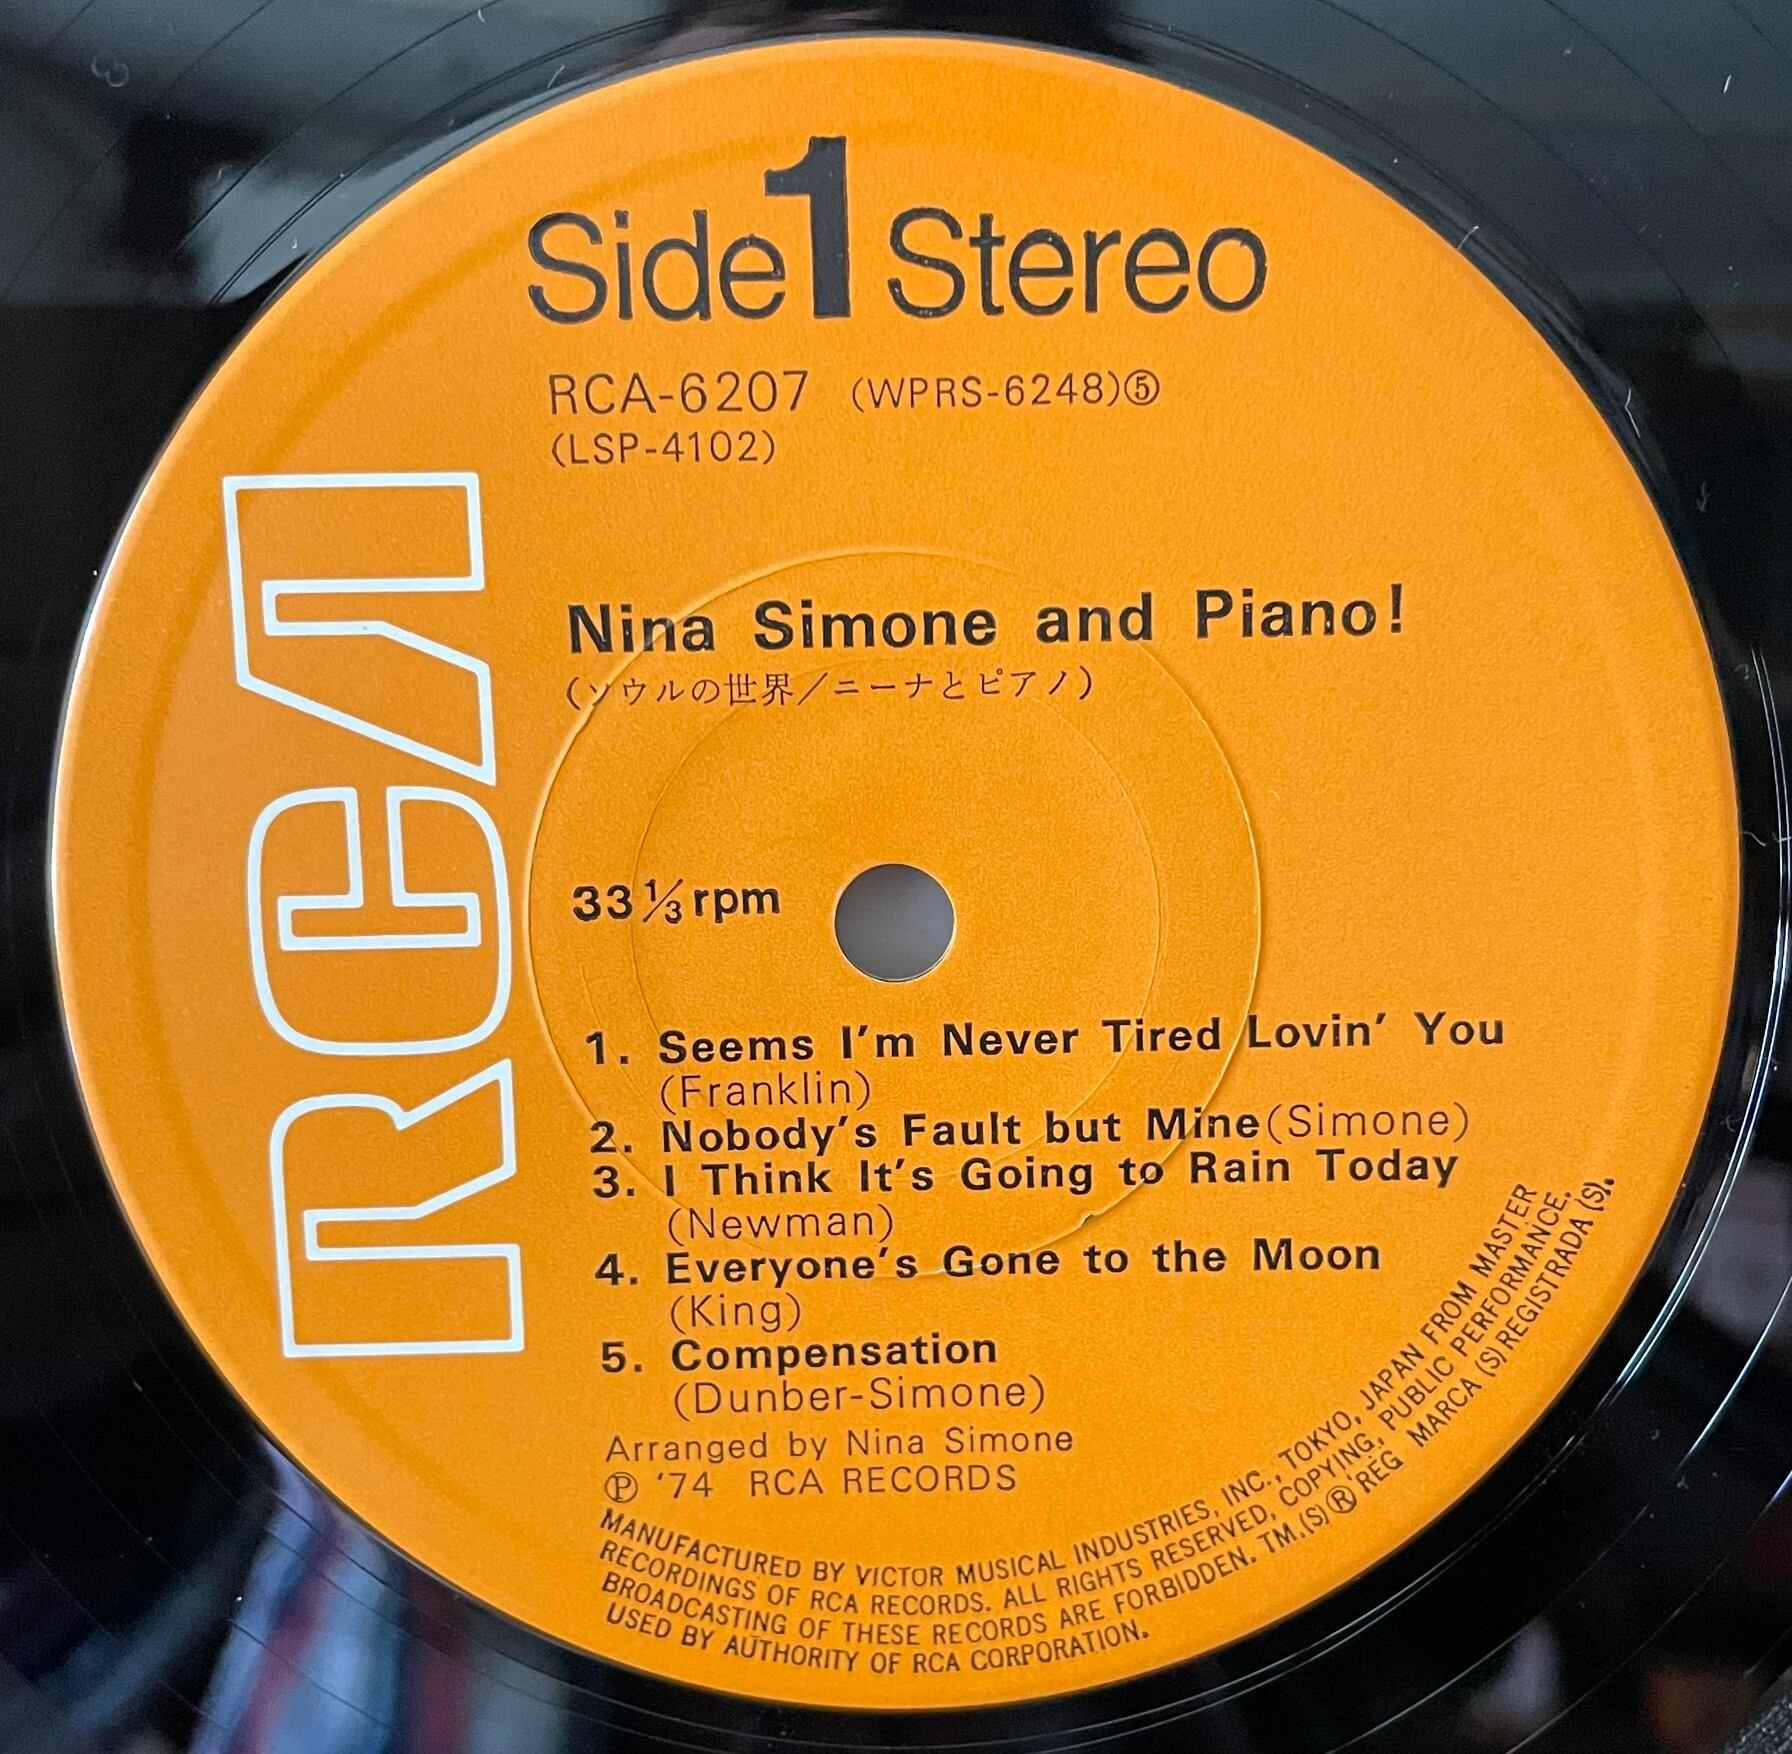 Side 1 Stereo
RCA-6207 (WPRS-6248)⑤
(LSP-4102)
RCA
Nina Simone and Piano!
(ソウルの世界/ニーナとピアノ)
33⅓ rpm
1. Seems I'm Never Tired Lovin' You
(Franklin)
2. Nobody's Fault but Mine(Simone)
3. I Think It's Going to Rain Today
(Newman)
4. Everyone's Gone to the Moon
(King)
5. Compensation
(Dunber-Simone)
Arranged by Nina Simone
℗ '74 RCA RECORDS
MANUFACTURED BY VICTOR MUSICAL INDUSTRIES, INC., TOKYO, JAPAN FROM MASTER
RECORDINGS OF RCA RECORDS. ALL RIGHTS RESERVED, COPYING, PUBLIC PERFORMANCE,
BROADCASTING OF THESE RECORDS ARE FORBIDDEN. TM.(S)® REG MARCA (S) REGISTRADA (S).
USED BY AUTHORITY OF RCA CORPORATION.